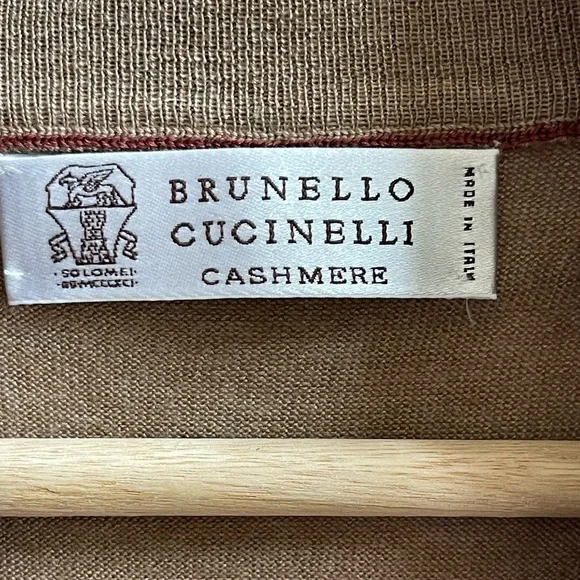 BRUNELLO
CUCINELLI
CASHMERE
MADE IN ITALY
·SOLOMEI·